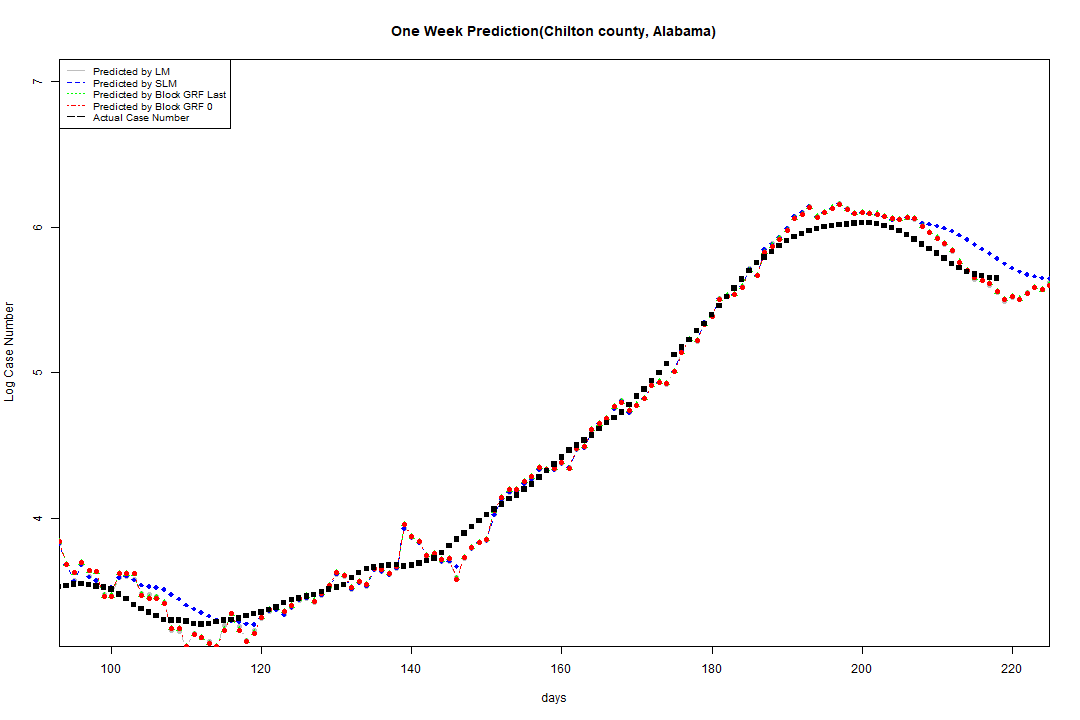 One Week Prediction(Chilton county, Alabama)
Predicted by LM
Predicted by SLM
Predicted by Block GRF Last
Predicted by Block GRF 0
Actual Case Number
7
6
5
4
Log Case Number
100 120 140 160 180 200 220
days